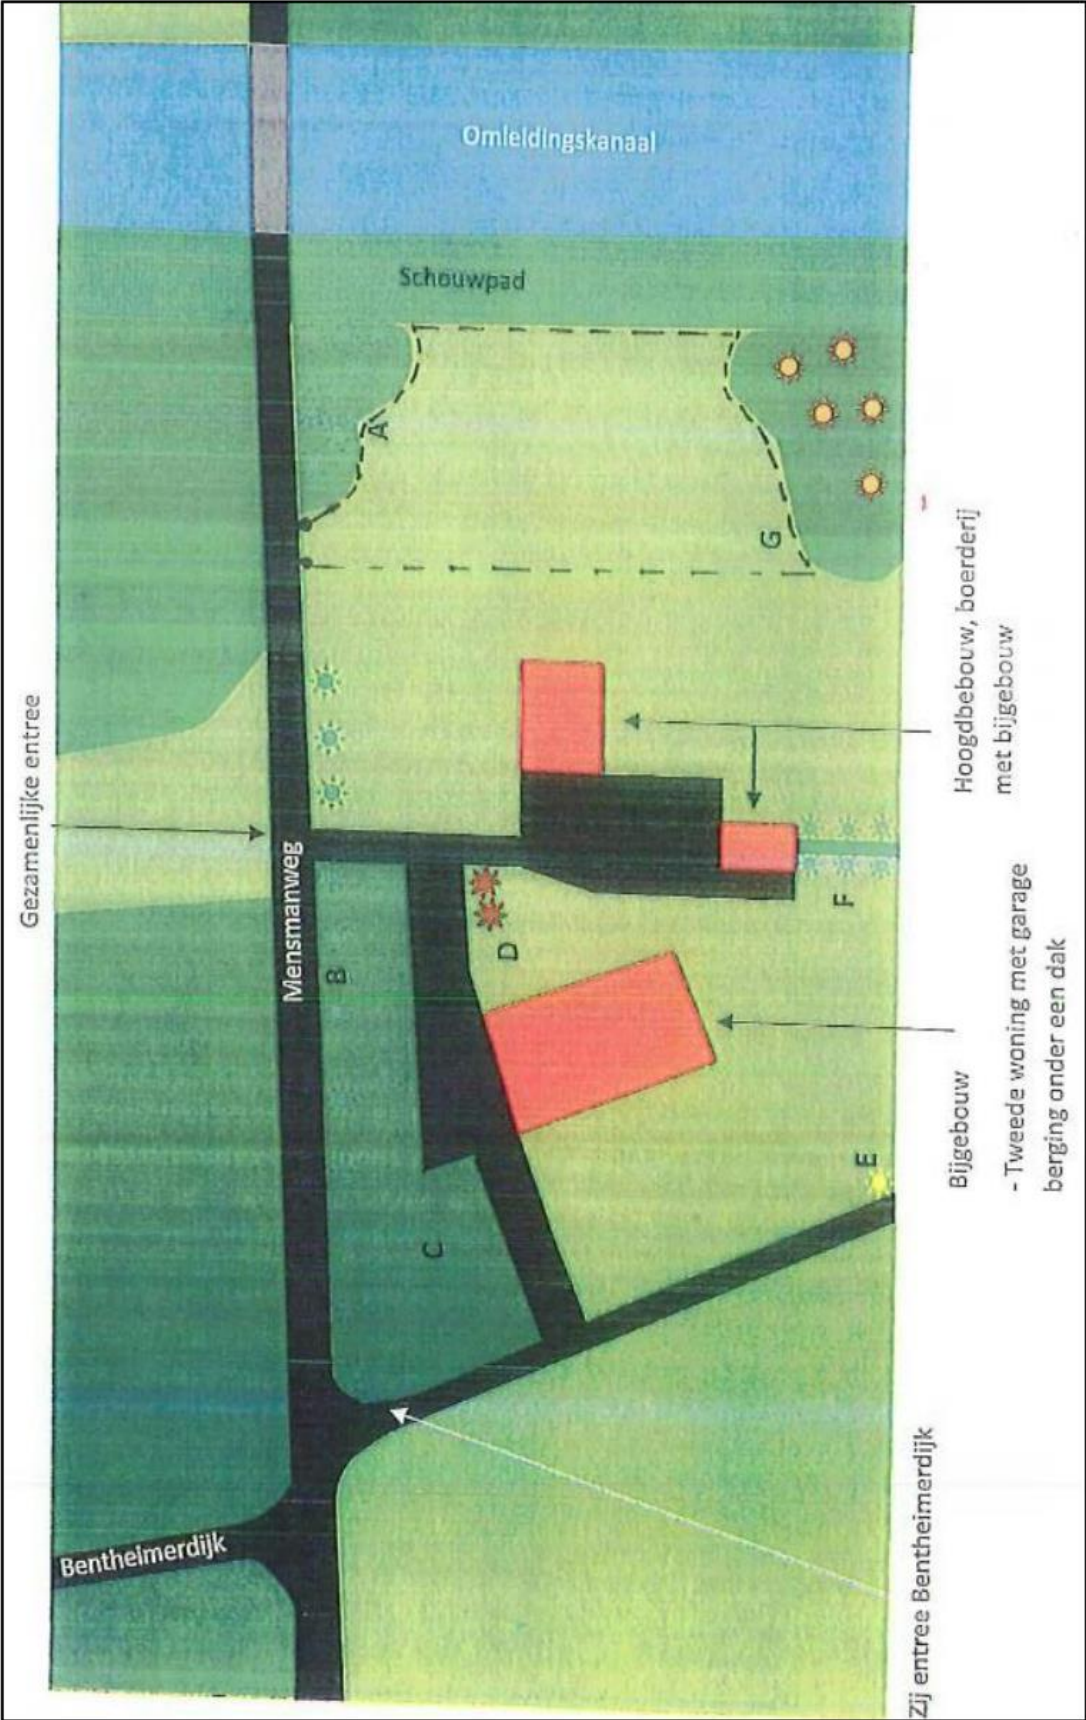 Omleidingskanaal
Schouwpad
A
G
Gezamenlijke entree
Mensmanweg
B
D
F
C
E
Hoogdbebouw, boerderij
met bijgebouw
Bijgebouw
- Tweede woning met garage
berging onder een dak
Bentheimerdijk
Zij entree Bentheimerdijk